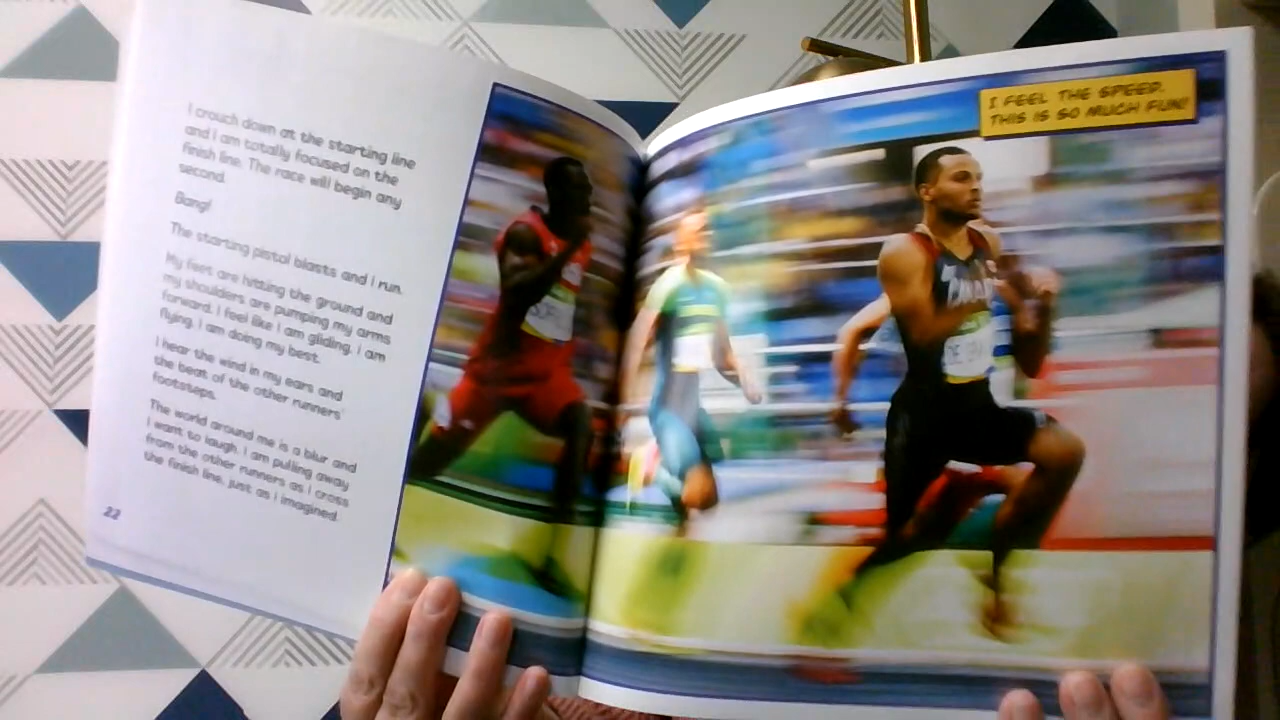 I crouch down at the starting line
and I am totally focused on the
finish line. The race will begin any
second.
Bang!
The starting pistol blasts and I run.
My feet are hitting the ground and
my shoulders are pumping my arms
forward. I feel like I am gliding. I am
flying. I am doing my best.
I hear the wind in my ears and
the beat of the other runners'
footsteps.
The world around me is a blur and
I want to laugh. I am pulling away
from the other runners as I cross
the finish line, just as I imagined.
22
I FEEL THE SPEED.
THIS IS SO MUCH FUN!